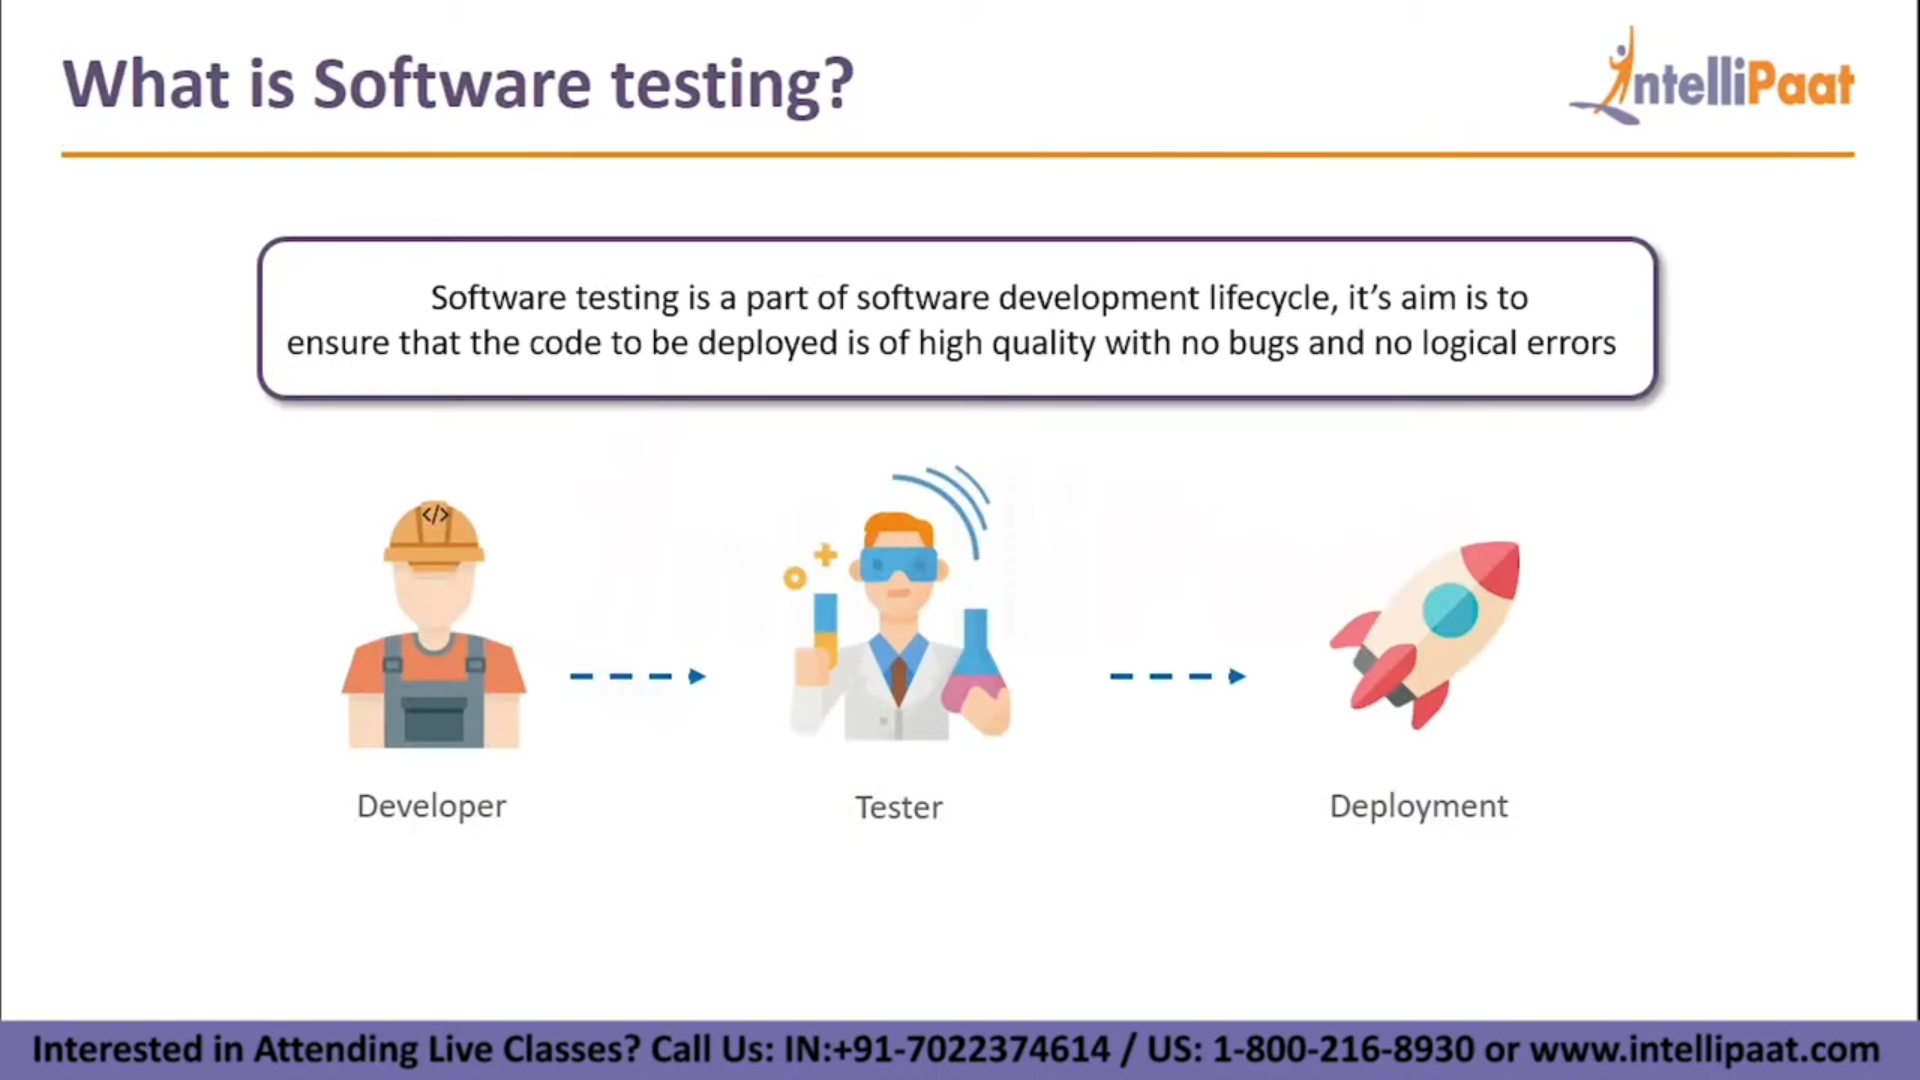 What is Software testing?
IntelliPaat
Software testing is a part of software development lifecycle, it’s aim is to
ensure that the code to be deployed is of high quality with no bugs and no logical errors
</>
Developer
Tester
Deployment
Interested in Attending Live Classes? Call Us: IN:+91-7022374614 / US: 1-800-216-8930 or www.intellipaat.com